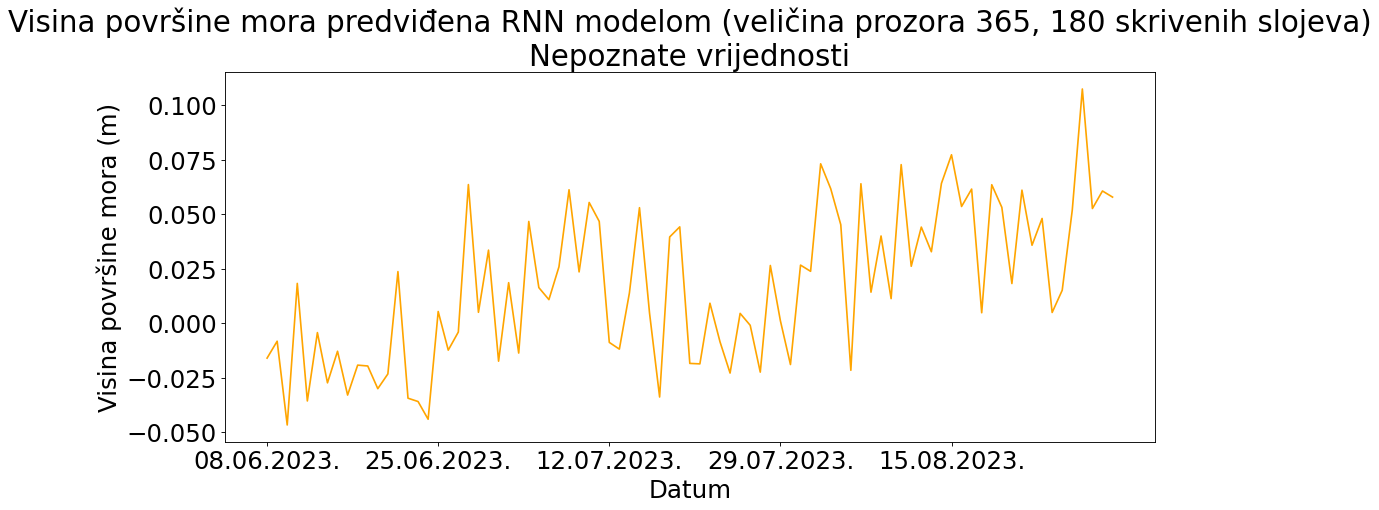 Visina površine mora predviđena RNN modelom (veličina prozora 365, 180 skrivenih slojeva)
Nepoznate vrijednosti
Visina površine mora (m)
0.100
0.075
0.050
0.025
0.000
−0.025
−0.050
08.06.2023. 25.06.2023. 12.07.2023. 29.07.2023. 15.08.2023.
Datum